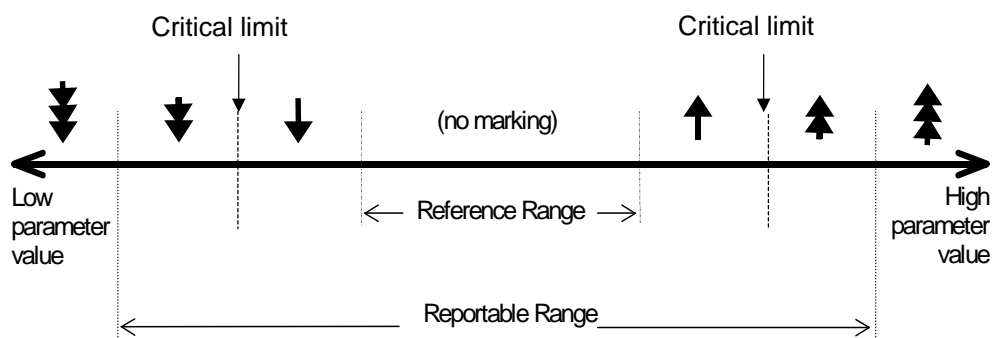 Critical limit
Critical limit
(no marking)
Low
parameter
value
Reference Range
High
parameter
value
Reportable Range